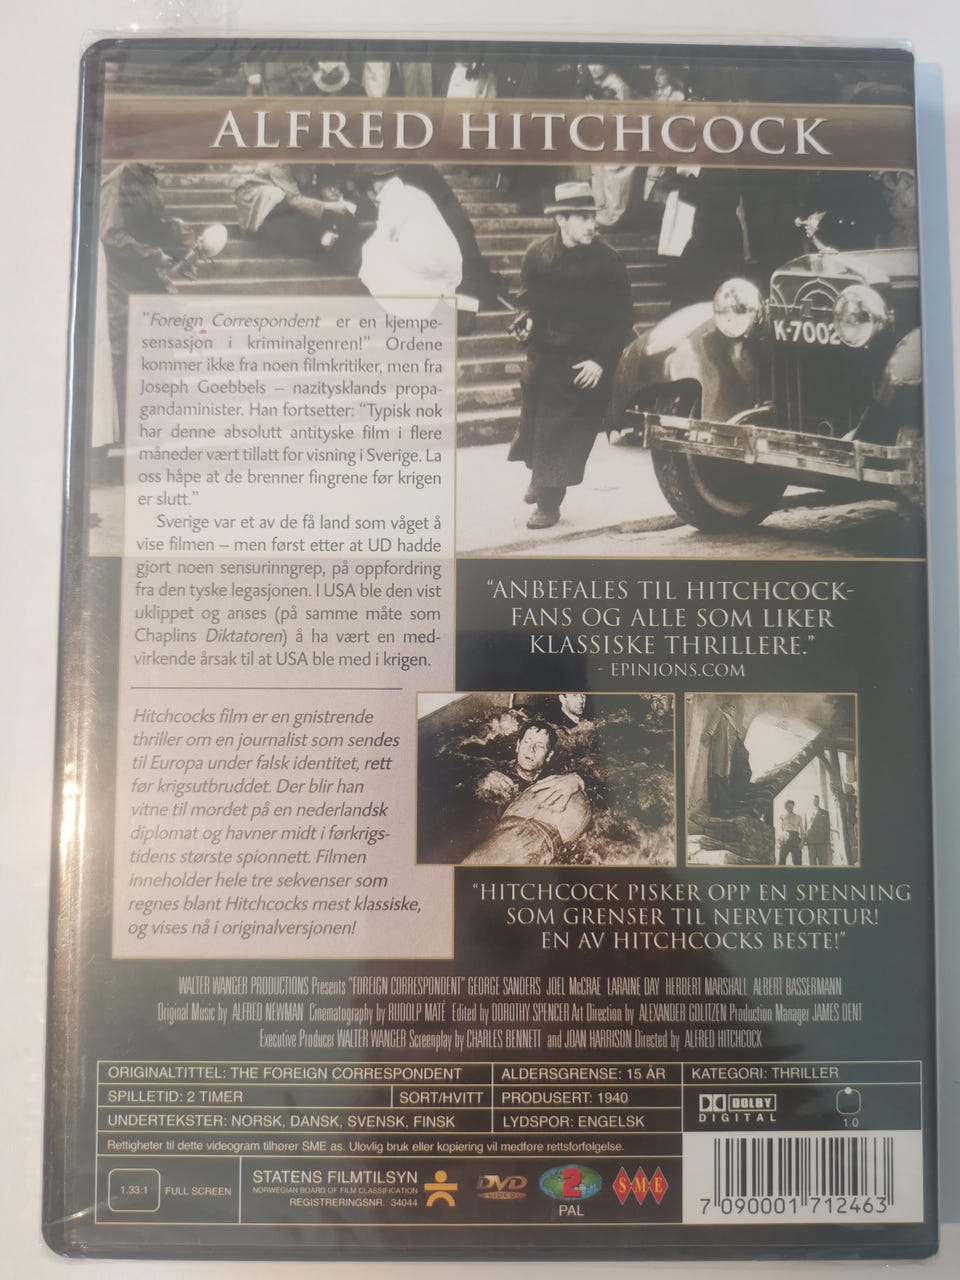 ALFRED HITCHCOCK
K-7002
"Foreign Correspondent er en kjempe-
sensasjon i kriminalgenren!" Ordene
kommer ikke fra noen filmkritiker, men fra
Joseph Goebbels – nazitysklands propa-
gandaminister. Han fortsetter: "Typisk nok
har denne absolutt antityske film i flere
måneder vært tillatt for visning i Sverige. La
oss håpe at de brenner fingrene før krigen
er slutt."
Sverige var et av de få land som våget å
vise filmen – men først etter at UD hadde
gjort noen sensurinngrep, på oppfordring
fra den tyske legasjonen. I USA ble den vist
uklippet og anses (på samme måte som
Chaplins Diktatoren) å ha vært en med-
virkende årsak til at USA ble med i krigen.
Hitchcocks film er en gnistrende
thriller om en journalist som sendes
til Europa under falsk identitet, rett
før krigsutbruddet. Der blir han
vitne til mordet på en nederlandsk
diplomat og havner midt i førkrigs-
tidens største spionnett. Filmen
inneholder hele tre sekvenser som
regnes blant Hitchcocks mest klassiske,
og vises nå i originalversjonen!
"ANBEFALES TIL HITCHCOCK-
FANS OG ALLE SOM LIKER
KLASSISKE THRILLERE."
- EPINIONS.COM
"HITCHCOCK PISKER OPP EN SPENNING
SOM GRENSER TIL NERVETORTUR!
EN AV HITCHCOCKS BESTE!"
WALTER WANGER PRODUCTIONS Presents "FOREIGN CORRESPONDENT" GEORGE SANDERS JOEL McCRAE LARAINE DAY HERBERT MARSHALL ALBERT BASSERMANN
Original Music by ALFRED NEWMAN Cinematography by RUDOLP MATÉ Edited by DOROTHY SPENCER Art Direction by ALEXANDER GOLITZEN Production Manager JAMES DENT
Executive Producer WALTER WANGER Screenplay by CHARLES BENNETT and JOAN HARRISON Directed by ALFRED HITCHCOCK
ORIGINALTITTEL: THE FOREIGN CORRESPONDENT ALDERSGRENSE: 15 ÅR KATEGORI: THRILLER
SPILLETID: 2 TIMER SORT/HVITT PRODUSERT: 1940
UNDERTEKSTER: NORSK, DANSK, SVENSK, FINSK LYDSPOR: ENGELSK
DOLBY
DIGITAL
1.0
Rettigheter til dette videogram tilhører SME as. Ulovlig bruk eller kopiering vil medføre rettsforfølgelse.
1.33:1 FULL SCREEN
STATENS FILMTILSYN
NORWEGIAN BOARD OF FILM CLASSIFICATION
REGISTRERINGSNR.: 34044
DVD
VIDEO
2
PAL
SME
7 090001 712463